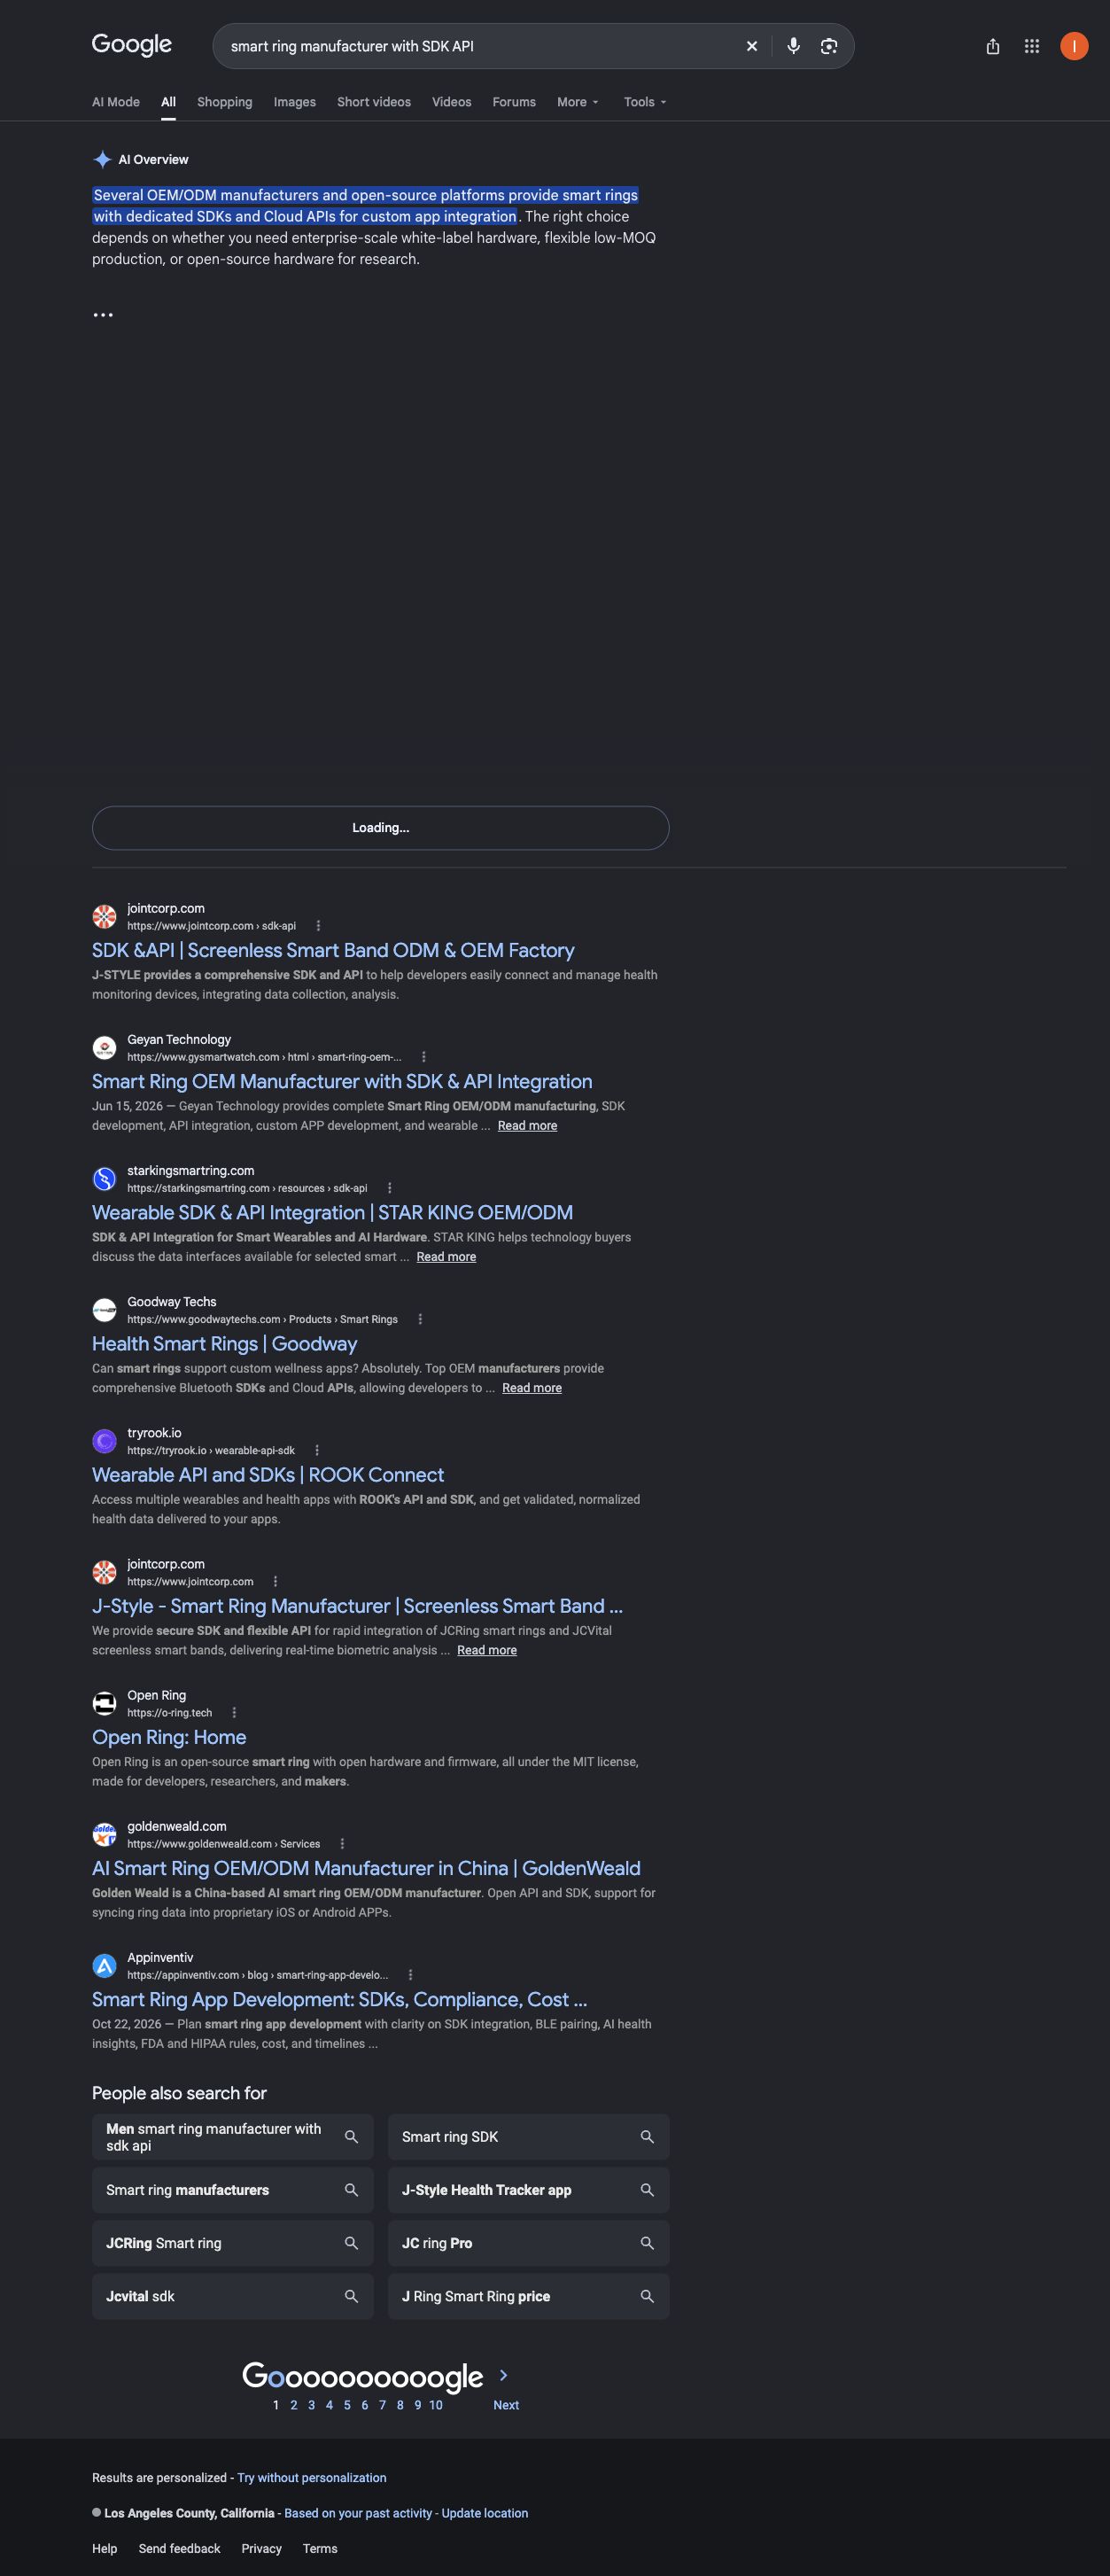 Google
smart ring manufacturer with SDK API
I
AI Mode
All
Shopping
Images
Short videos
Videos
Forums
More
Tools
AI Overview
Several OEM/ODM manufacturers and open-source platforms provide smart rings
with dedicated SDKs and Cloud APIs for custom app integration. The right choice
depends on whether you need enterprise-scale white-label hardware, flexible low-MOQ
production, or open-source hardware for research.
Loading...
jointcorp.com
https://www.jointcorp.com › sdk-api
SDK &API | Screenless Smart Band ODM & OEM Factory
J-STYLE provides a comprehensive SDK and API to help developers easily connect and manage health
monitoring devices, integrating data collection, analysis.
Geyan Technology
https://www.gysmartwatch.com › html › smart-ring-oem-...
Smart Ring OEM Manufacturer with SDK & API Integration
Jun 15, 2026 — Geyan Technology provides complete Smart Ring OEM/ODM manufacturing, SDK
development, API integration, custom APP development, and wearable ... Read more
starkingsmartring.com
https://starkingsmartring.com › resources › sdk-api
Wearable SDK & API Integration | STAR KING OEM/ODM
SDK & API Integration for Smart Wearables and AI Hardware. STAR KING helps technology buyers
discuss the data interfaces available for selected smart ... Read more
Goodway Techs
https://www.goodwaytechs.com › Products › Smart Rings
Health Smart Rings | Goodway
Can smart rings support custom wellness apps? Absolutely. Top OEM manufacturers provide
comprehensive Bluetooth SDKs and Cloud APIs, allowing developers to ... Read more
tryrook.io
https://tryrook.io › wearable-api-sdk
Wearable API and SDKs | ROOK Connect
Access multiple wearables and health apps with ROOK's API and SDK, and get validated, normalized
health data delivered to your apps.
jointcorp.com
https://www.jointcorp.com
J-Style - Smart Ring Manufacturer | Screenless Smart Band ...
We provide secure SDK and flexible API for rapid integration of JCRing smart rings and JCVital
screenless smart bands, delivering real-time biometric analysis ... Read more
Open Ring
https://o-ring.tech
Open Ring: Home
Open Ring is an open-source smart ring with open hardware and firmware, all under the MIT license,
made for developers, researchers, and makers.
goldenweald.com
https://www.goldenweald.com › Services
AI Smart Ring OEM/ODM Manufacturer in China | GoldenWeald
Golden Weald is a China-based AI smart ring OEM/ODM manufacturer. Open API and SDK, support for
syncing ring data into proprietary iOS or Android APPs.
Appinventiv
https://appinventiv.com › blog › smart-ring-app-develo...
Smart Ring App Development: SDKs, Compliance, Cost ...
Oct 22, 2026 — Plan smart ring app development with clarity on SDK integration, BLE pairing, AI health
insights, FDA and HIPAA rules, cost, and timelines ...
People also search for
Men smart ring manufacturer with
sdk api
Smart ring SDK
Smart ring manufacturers
J-Style Health Tracker app
JCRing Smart ring
JC ring Pro
Jcvital sdk
J Ring Smart Ring price
Goooooooooogle
1 2 3 4 5 6 7 8 9 10 Next
Results are personalized - Try without personalization
Los Angeles County, California - Based on your past activity - Update location
Help Send feedback Privacy Terms